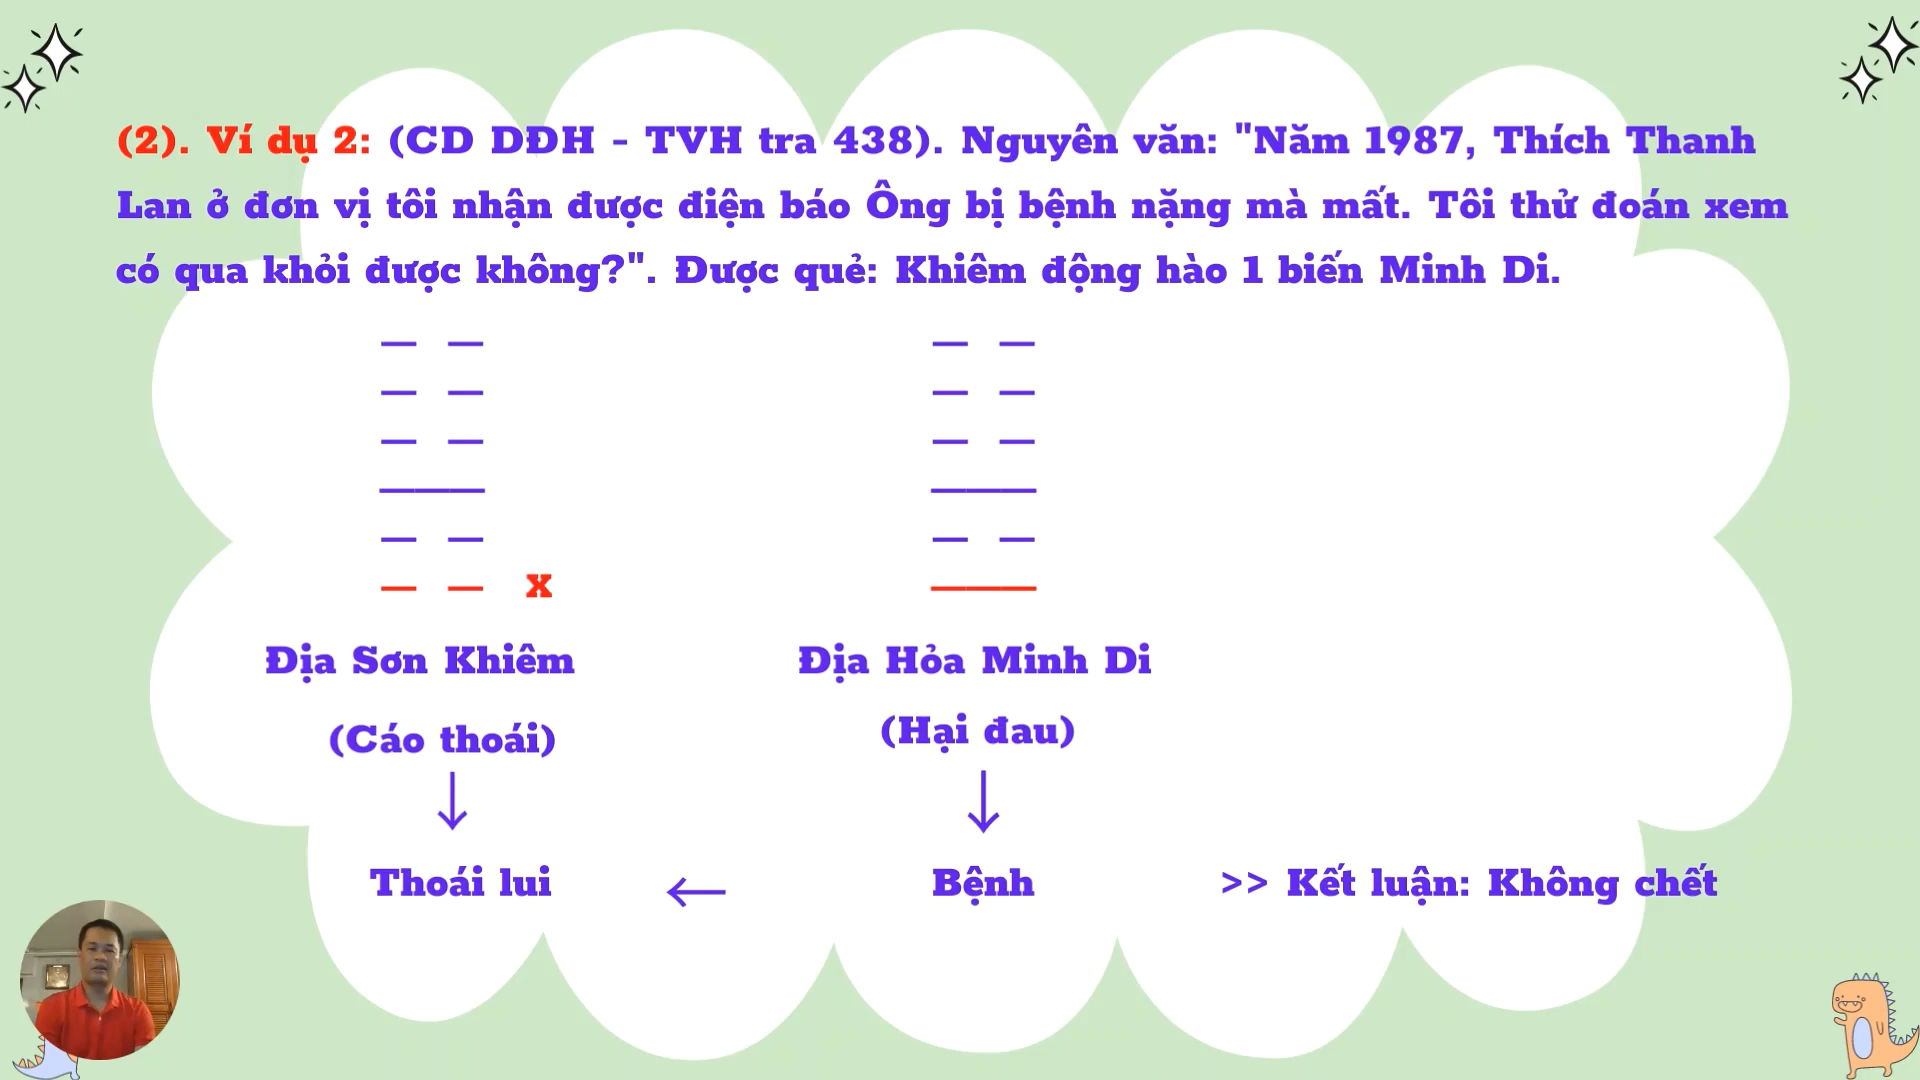 (2). Ví dụ 2: (CD DĐH - TVH tra 438). Nguyên văn: "Năm 1987, Thích Thanh
Lan ở đơn vị tôi nhận được điện báo Ông bị bệnh nặng mà mất. Tôi thử đoán xem
có qua khỏi được không?". Được quẻ: Khiêm động hào 1 biến Minh Di.
x
Địa Sơn Khiêm
Địa Hỏa Minh Di
(Cáo thoái)
(Hại đau)
Thoái lui ← Bệnh >> Kết luận: Không chết